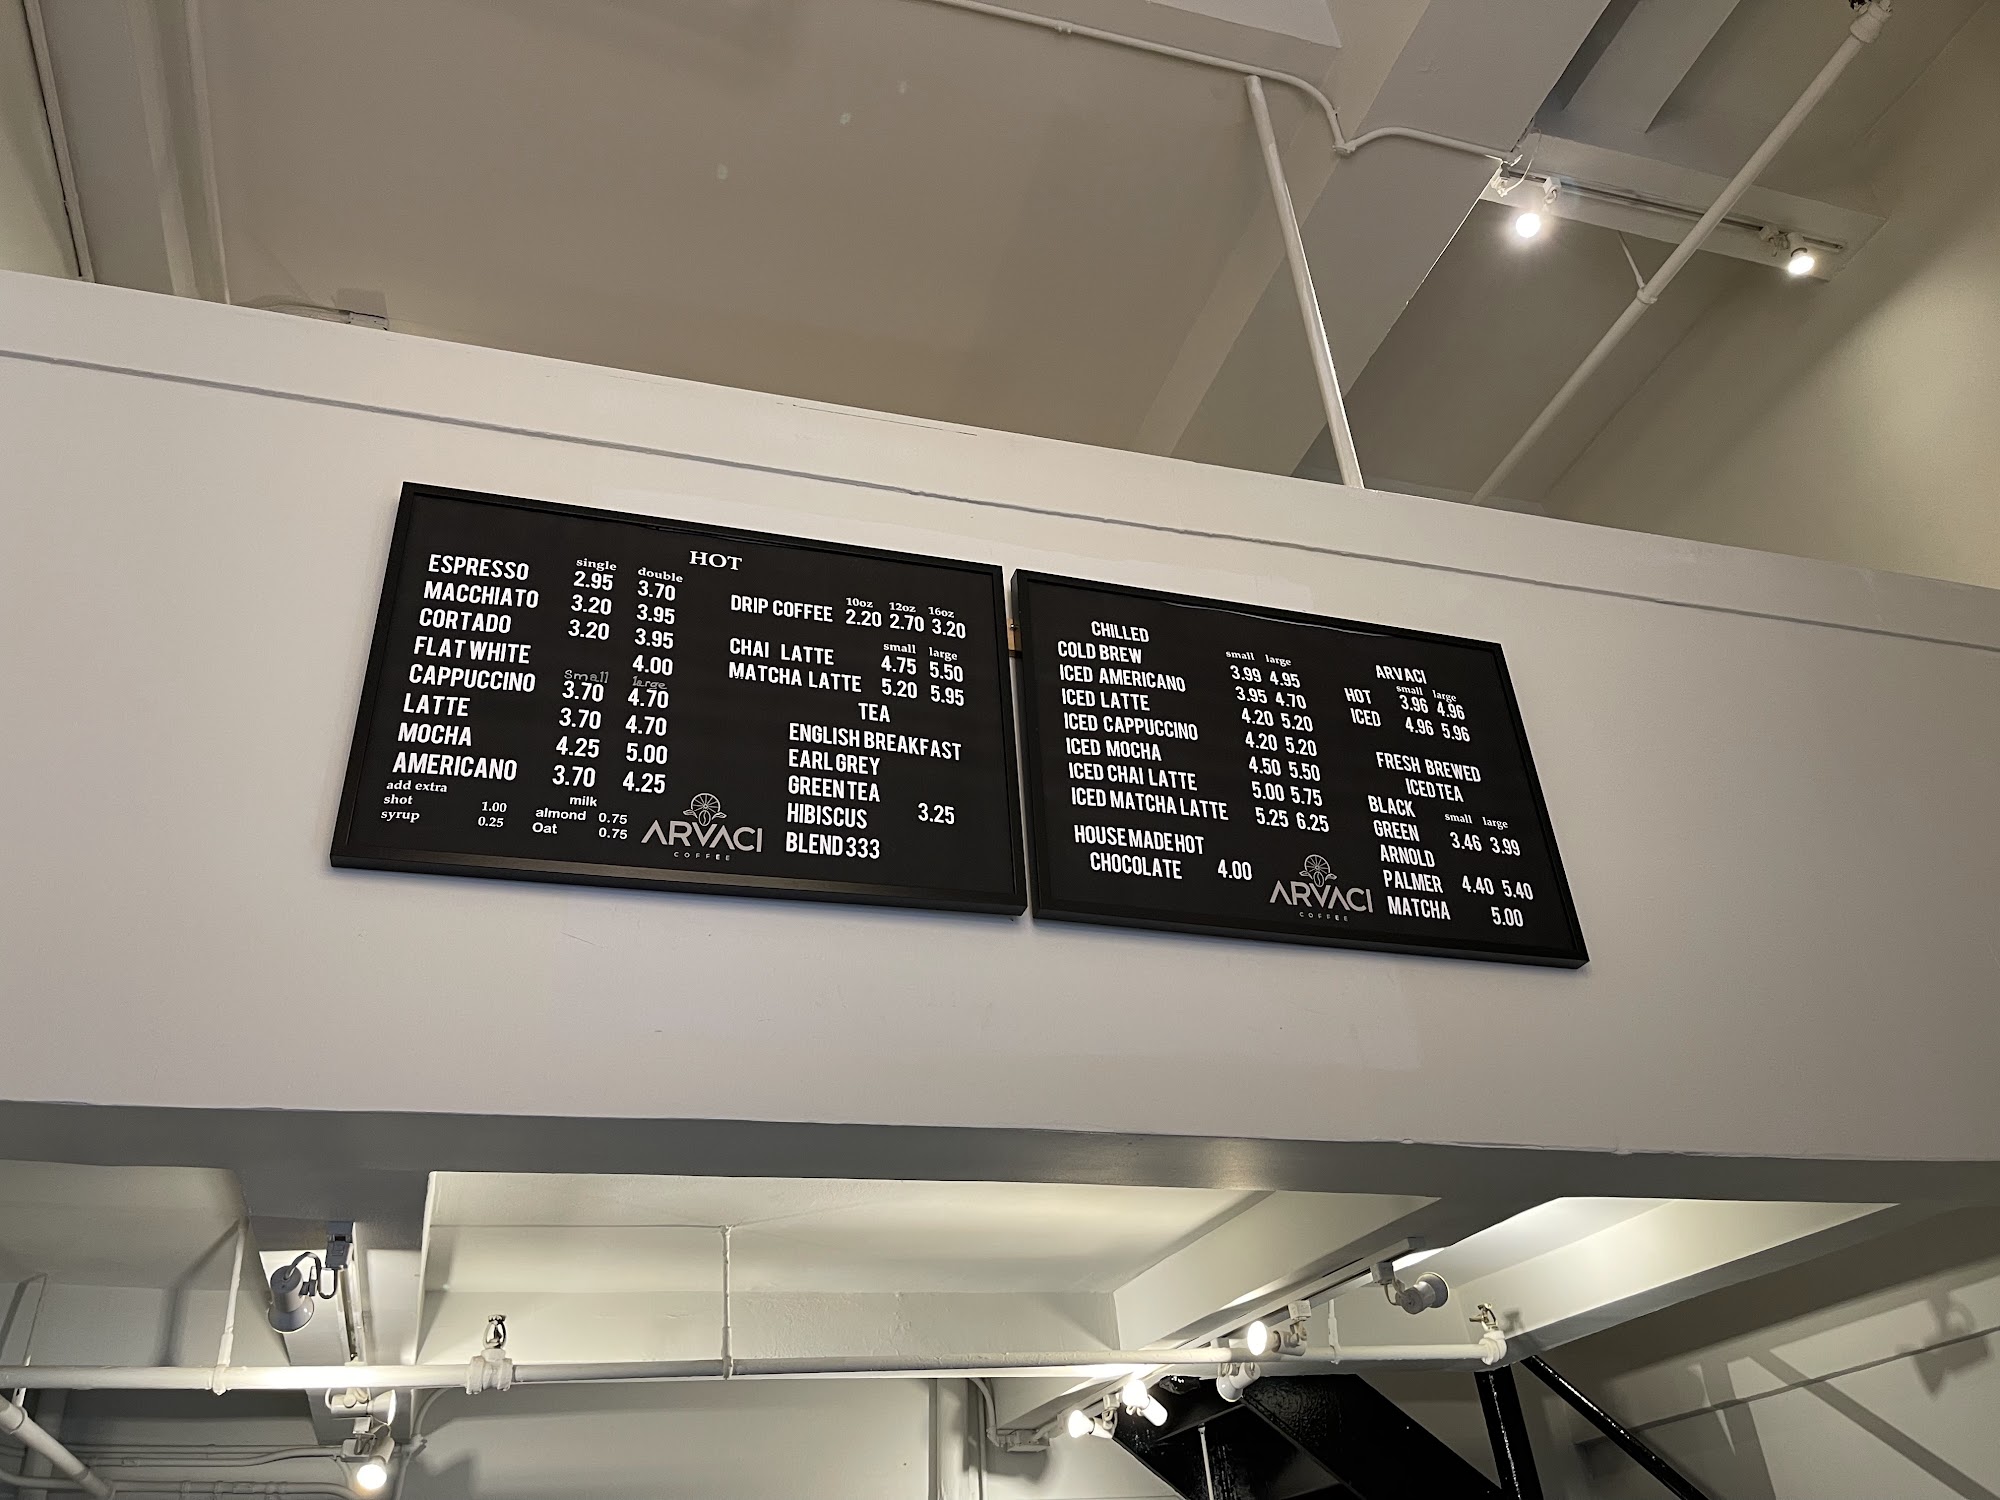 HOT
single double
ESPRESSO 2.95 3.70
MACCHIATO 3.20 3.95
CORTADO 3.20 3.95
FLAT WHITE 4.00
small large
CAPPUCCINO 3.70 4.70
LATTE 3.70 4.70
MOCHA 4.25 5.00
AMERICANO 3.70 4.25
add extra
shot 1.00
syrup 0.25
milk
almond 0.75
Oat 0.75
ARVACI
COFFEE
10oz 12oz 16oz
DRIP COFFEE 2.20 2.70 3.20
small large
CHAI LATTE 4.75 5.50
MATCHA LATTE 5.20 5.95
TEA
ENGLISH BREAKFAST
EARL GREY
GREEN TEA
HIBISCUS 3.25
BLEND 333
CHILLED
small large
COLD BREW 3.99 4.95
ICED AMERICANO 3.95 4.70
ICED LATTE 4.20 5.20
ICED CAPPUCCINO 4.20 5.20
ICED MOCHA 4.50 5.50
ICED CHAI LATTE 5.00 5.75
ICED MATCHA LATTE 5.25 6.25
HOUSE MADE HOT
CHOCOLATE 4.00
ARVACI
COFFEE
ARVACI
small large
HOT 3.96 4.96
ICED 4.96 5.96
FRESH BREWED
ICED TEA
BLACK small large
GREEN 3.46 3.99
ARNOLD
PALMER 4.40 5.40
MATCHA 5.00